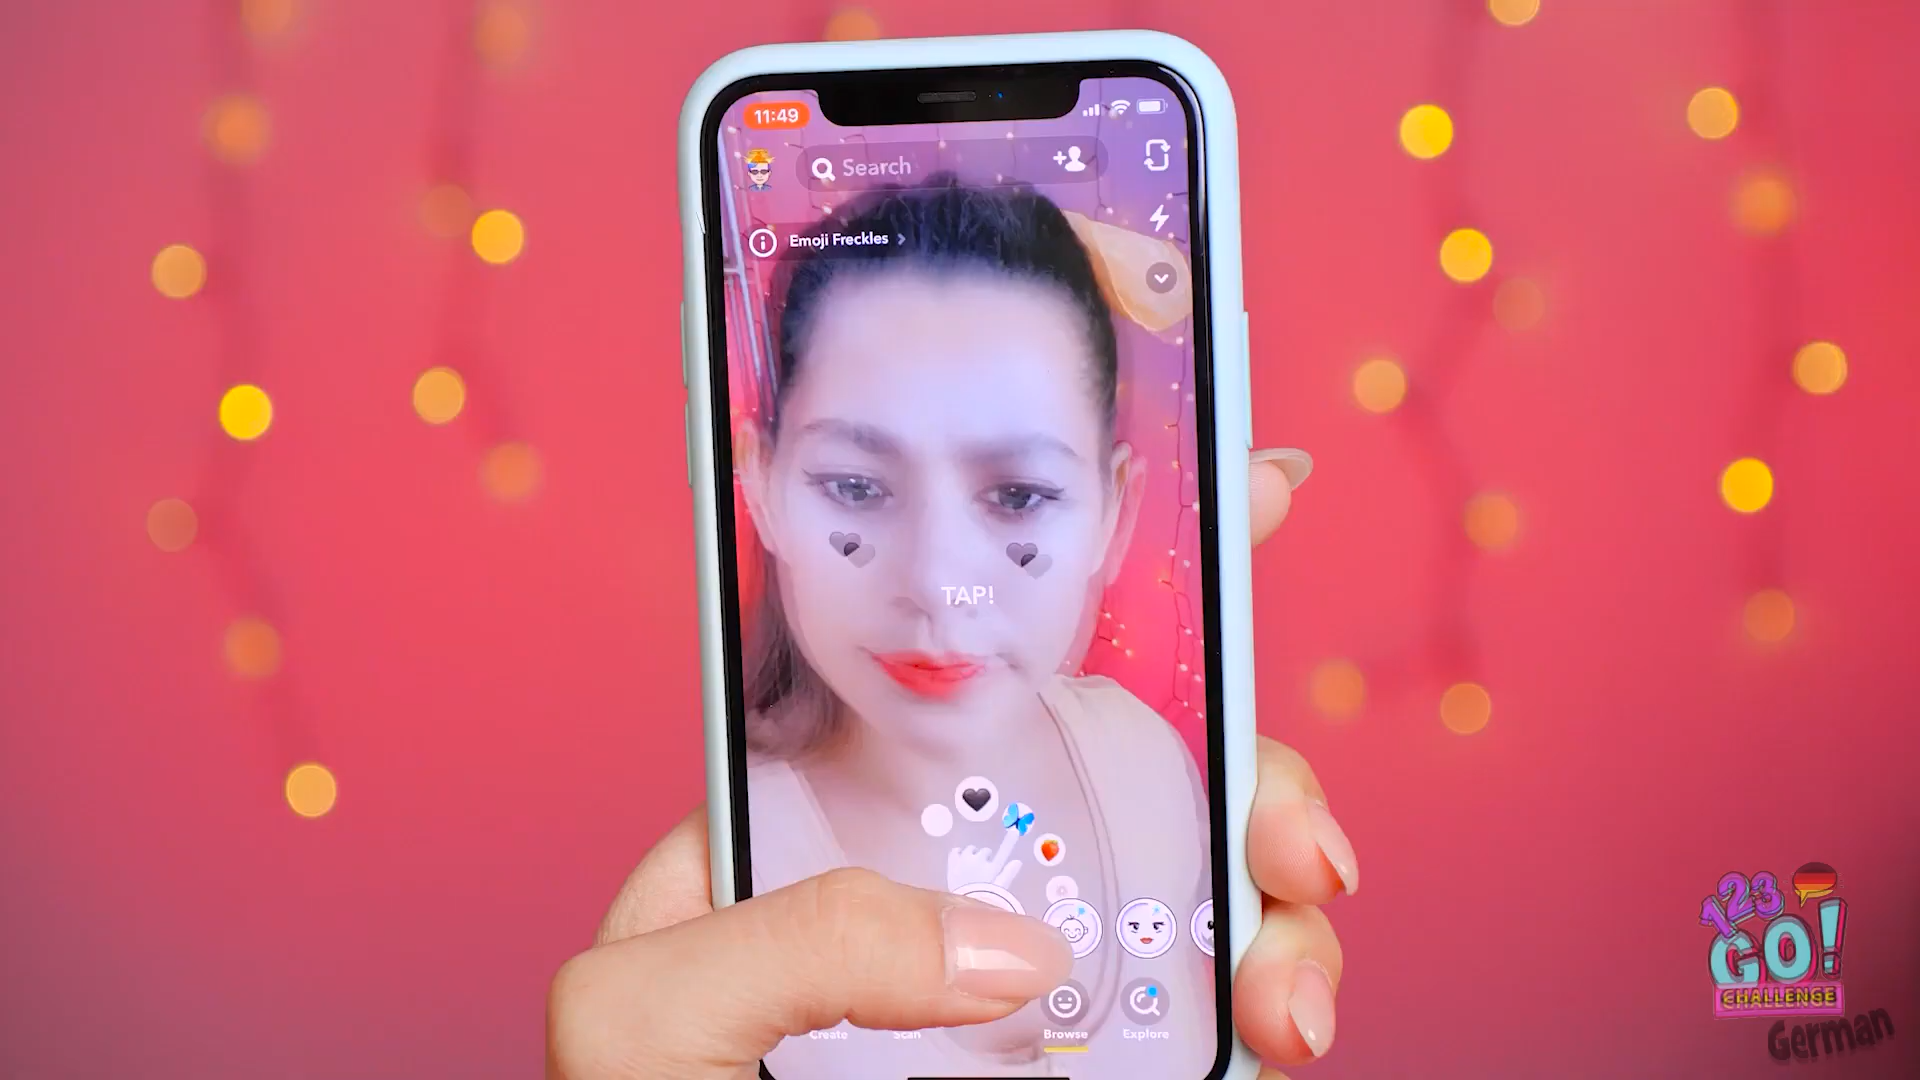 11:49
Search
Emoji Freckles
TAP!
Create
Scan
Browse
Explore
123
GO!
CHALLENGE
German